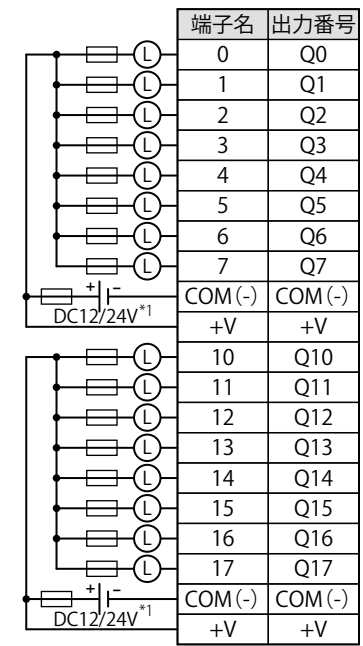 端子名 出力番号
L 0 Q0
L 1 Q1
L 2 Q2
L 3 Q3
L 4 Q4
L 5 Q5
L 6 Q6
L 7 Q7
+ − COM(-) COM(-)
DC12/24V*1 +V +V
L 10 Q10
L 11 Q11
L 12 Q12
L 13 Q13
L 14 Q14
L 15 Q15
L 16 Q16
L 17 Q17
+ − COM(-) COM(-)
DC12/24V*1 +V +V